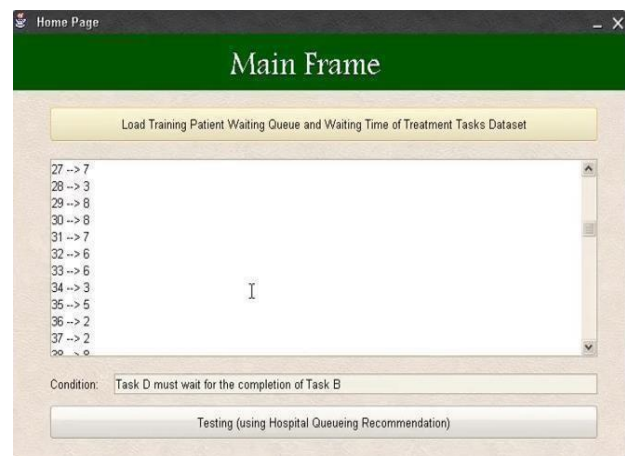 Home Page
Main Frame
Load Training Patient Waiting Queue and Waiting Time of Treatment Tasks Dataset
27 --> 7
28 --> 3
29 --> 8
30 --> 8
31 --> 7
32 --> 6
33 --> 6
34 --> 3
35 --> 5
36 --> 2
37 --> 2
Condition: Task D must wait for the completion of Task B
Testing (using Hospital Queueing Recommendation)